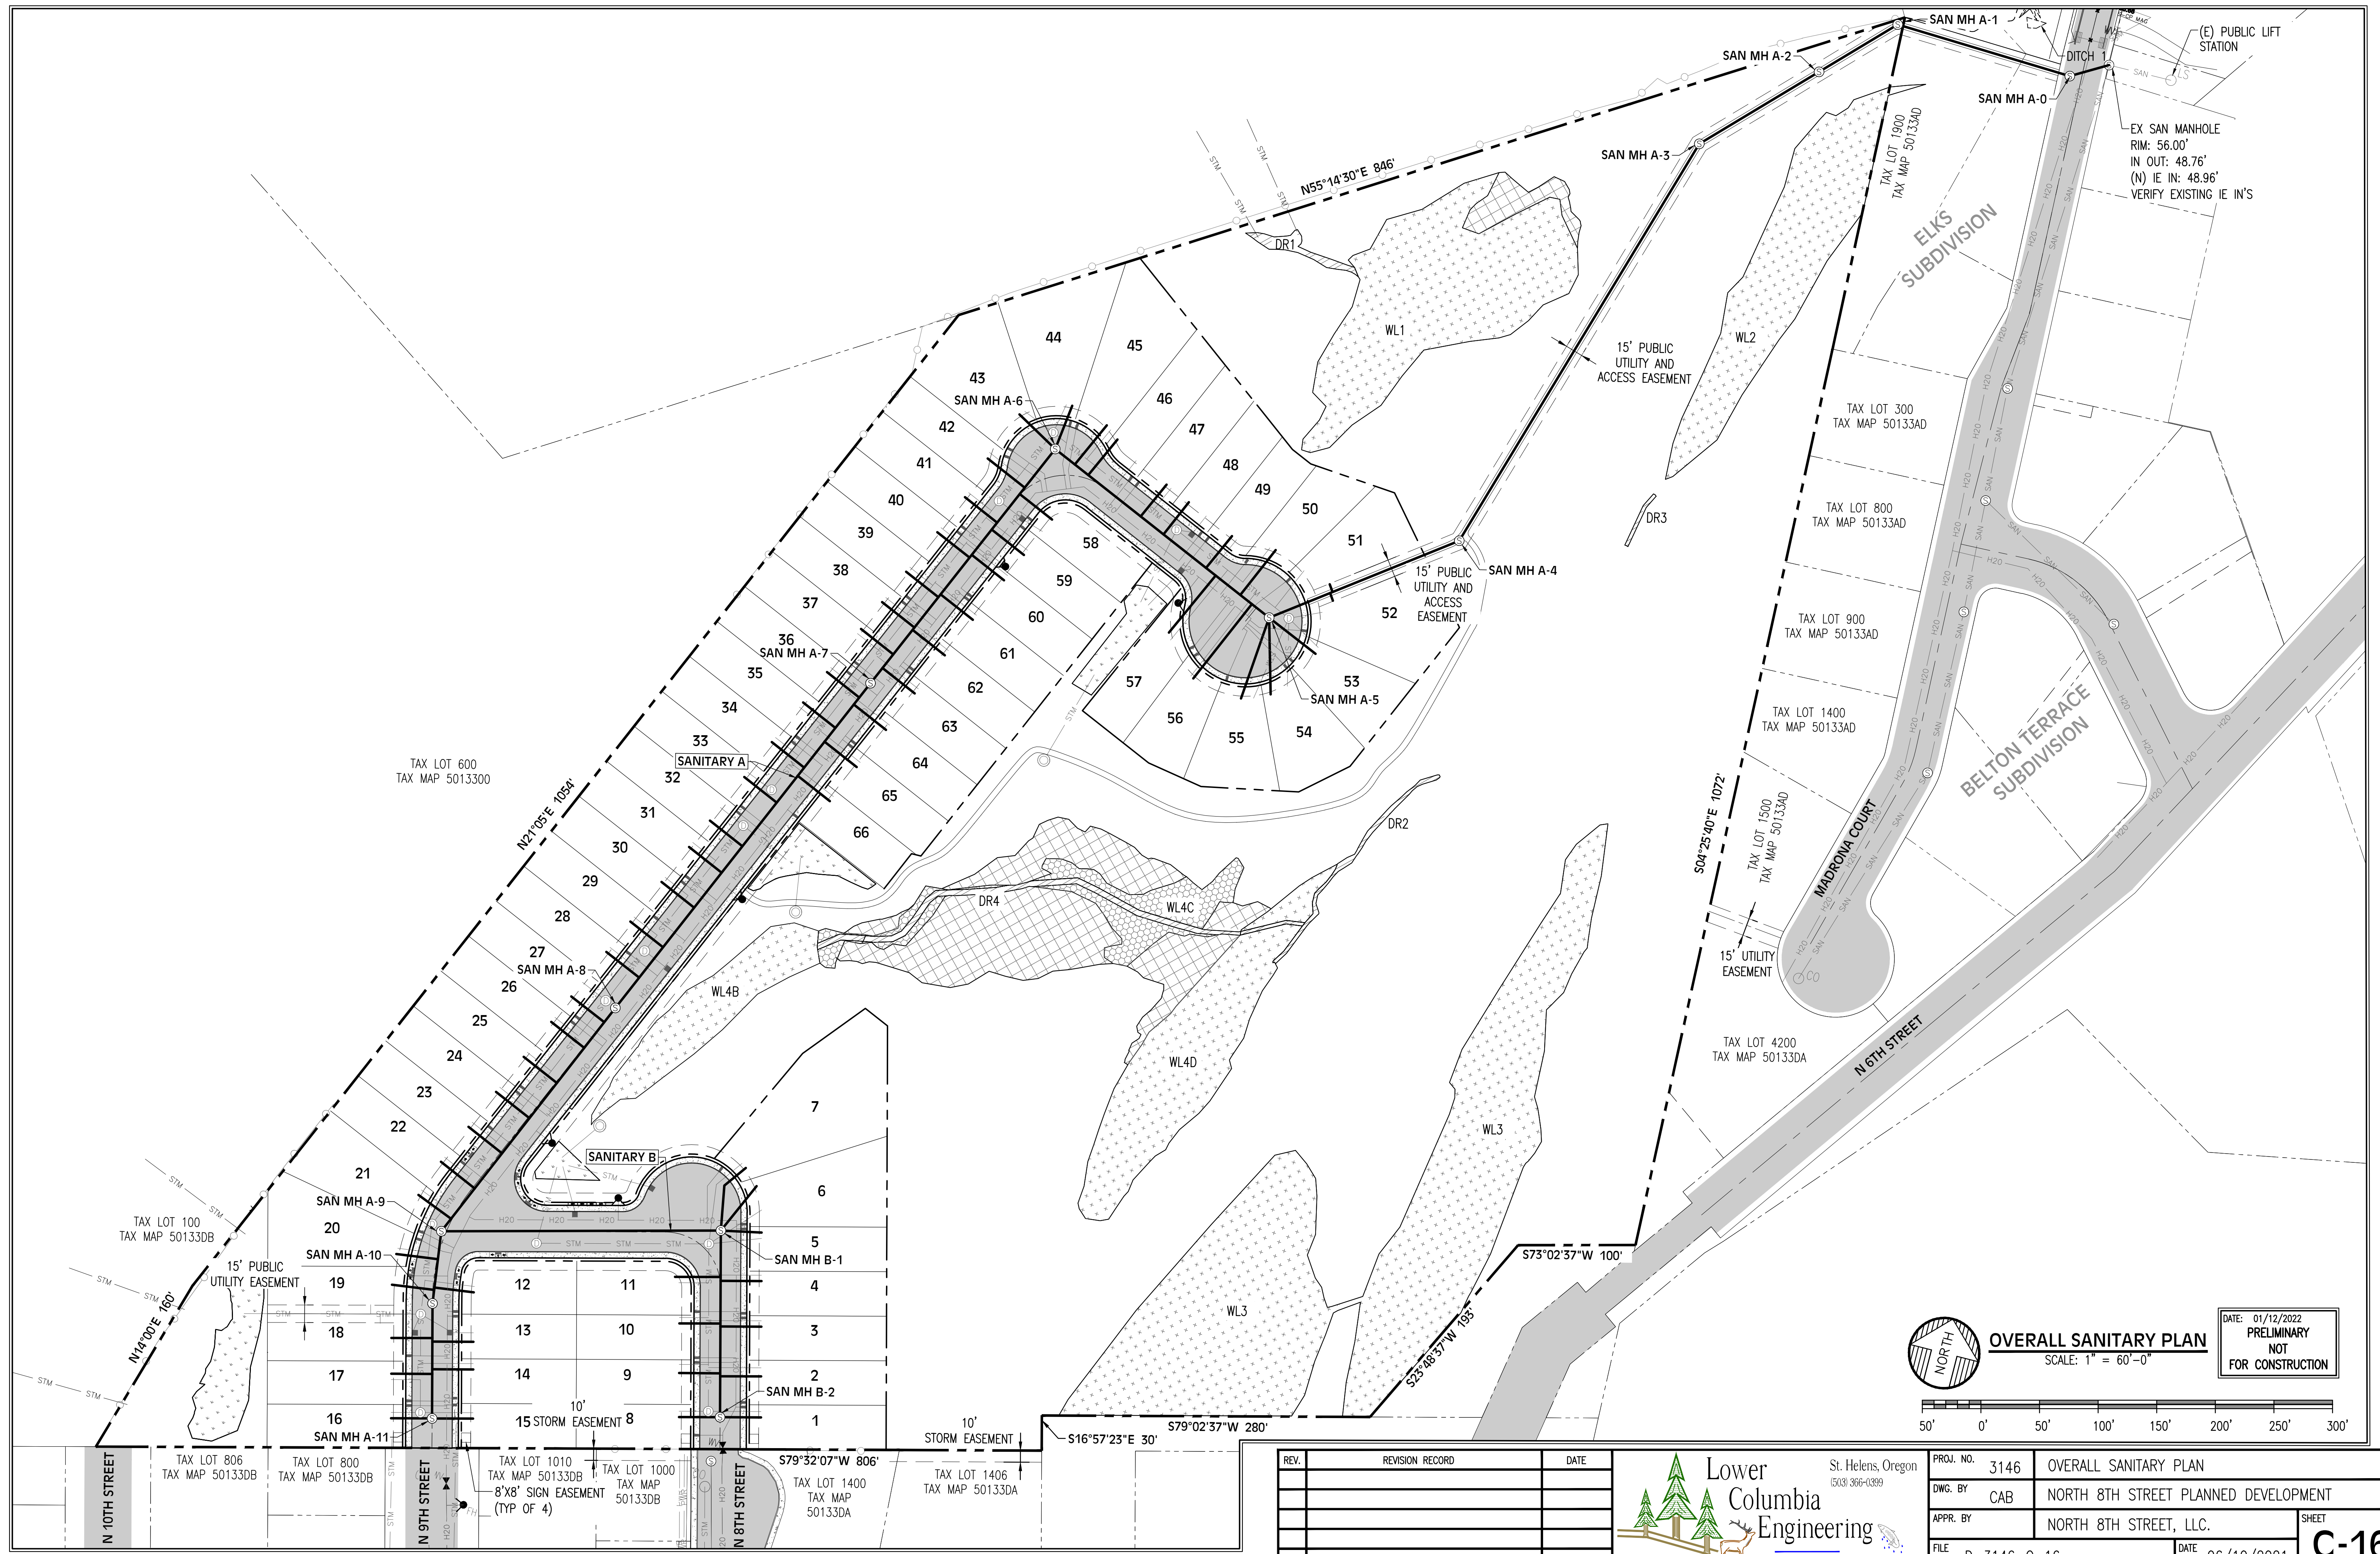 SAN MH A-1
SAN MH A-2
DITCH 1
(E) PUBLIC LIFT
STATION
LS
SAN
SAN MH A-0
SAN MH A-3
EX SAN MANHOLE
RIM: 56.00'
IN OUT: 48.76'
(N) IE IN: 48.96'
VERIFY EXISTING IE IN'S
TAX LOT 1900
TAX MAP 50133AD
N55°14'30"E 846'
STM
STM
STM
STM
DR1
ELKS
SUBDIVISION
WL1
WL2
15' PUBLIC
UTILITY AND
ACCESS EASEMENT
44
45
43
SAN MH A-6
46
42
47
41
48
40
49
39
50
38
51
58
59
37
60
36
SAN MH A-7
61
35
62
34
63
33
SANITARY A
64
32
65
31
66
30
29
28
27
SAN MH A-8
26
25
24
23
22
21
SAN MH A-9
20
TAX LOT 300
TAX MAP 50133AD
TAX LOT 800
TAX MAP 50133AD
DR3
SAN MH A-4
15' PUBLIC
UTILITY AND
ACCESS
EASEMENT
52
53
SAN MH A-5
54
55
56
57
TAX LOT 900
TAX MAP 50133AD
TAX LOT 1400
TAX MAP 50133AD
BELTON TERRACE
SUBDIVISION
TAX LOT 600
TAX MAP 5013300
N21°05'E 1054'
S04°25'40"E 1072'
TAX LOT 1500
TAX MAP 50133AD
MADRONA COURT
DR2
DR4
WL4C
WL4B
WL4D
WL3
WL3
15' UTILITY
EASEMENT
CO
TAX LOT 4200
TAX MAP 50133DA
N 6TH STREET
7
SANITARY B
6
5
SAN MH B-1
4
3
2
SAN MH B-2
1
TAX LOT 100
TAX MAP 50133DB
SAN MH A-10
15' PUBLIC
UTILITY EASEMENT
19
12
11
18
13
10
17
14
9
16
15
8
10'
STORM EASEMENT
SAN MH A-11
N14°00'E 160'
S73°02'37"W 100'
S23°48'37"W 193'
S79°02'37"W 280'
S16°57'23"E 30'
10'
STORM EASEMENT
S79°32'07"W 806'
N 10TH STREET
TAX LOT 806
TAX MAP 50133DB
TAX LOT 800
TAX MAP 50133DB
N 9TH STREET
FH
TAX LOT 1010
TAX MAP 50133DB
8'X8' SIGN EASEMENT
(TYP OF 4)
TAX LOT 1000
TAX MAP
50133DB
N 8TH STREET
TAX LOT 1400
TAX MAP
50133DA
TAX LOT 1406
TAX MAP 50133DA
NORTH
OVERALL SANITARY PLAN
SCALE: 1" = 60'-0"
DATE: 01/12/2022
PRELIMINARY
NOT
FOR CONSTRUCTION
50' 0' 50' 100' 150' 200' 250' 300'
REV. REVISION RECORD DATE
Lower
Columbia
Engineering
St. Helens, Oregon
(503) 366-0399
PROJ. NO. 3146
OVERALL SANITARY PLAN
DWG. BY CAB
NORTH 8TH STREET PLANNED DEVELOPMENT
APPR. BY
NORTH 8TH STREET, LLC.
SHEET
FILE
DATE